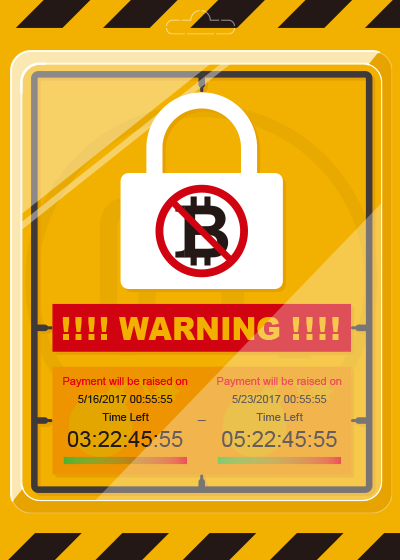 !!!! WARNING !!!!
Payment will be raised on
5/16/2017 00:55:55
Time Left
03:22:45:55
–
Payment will be raised on
5/23/2017 00:55:55
Time Left
05:22:45:55